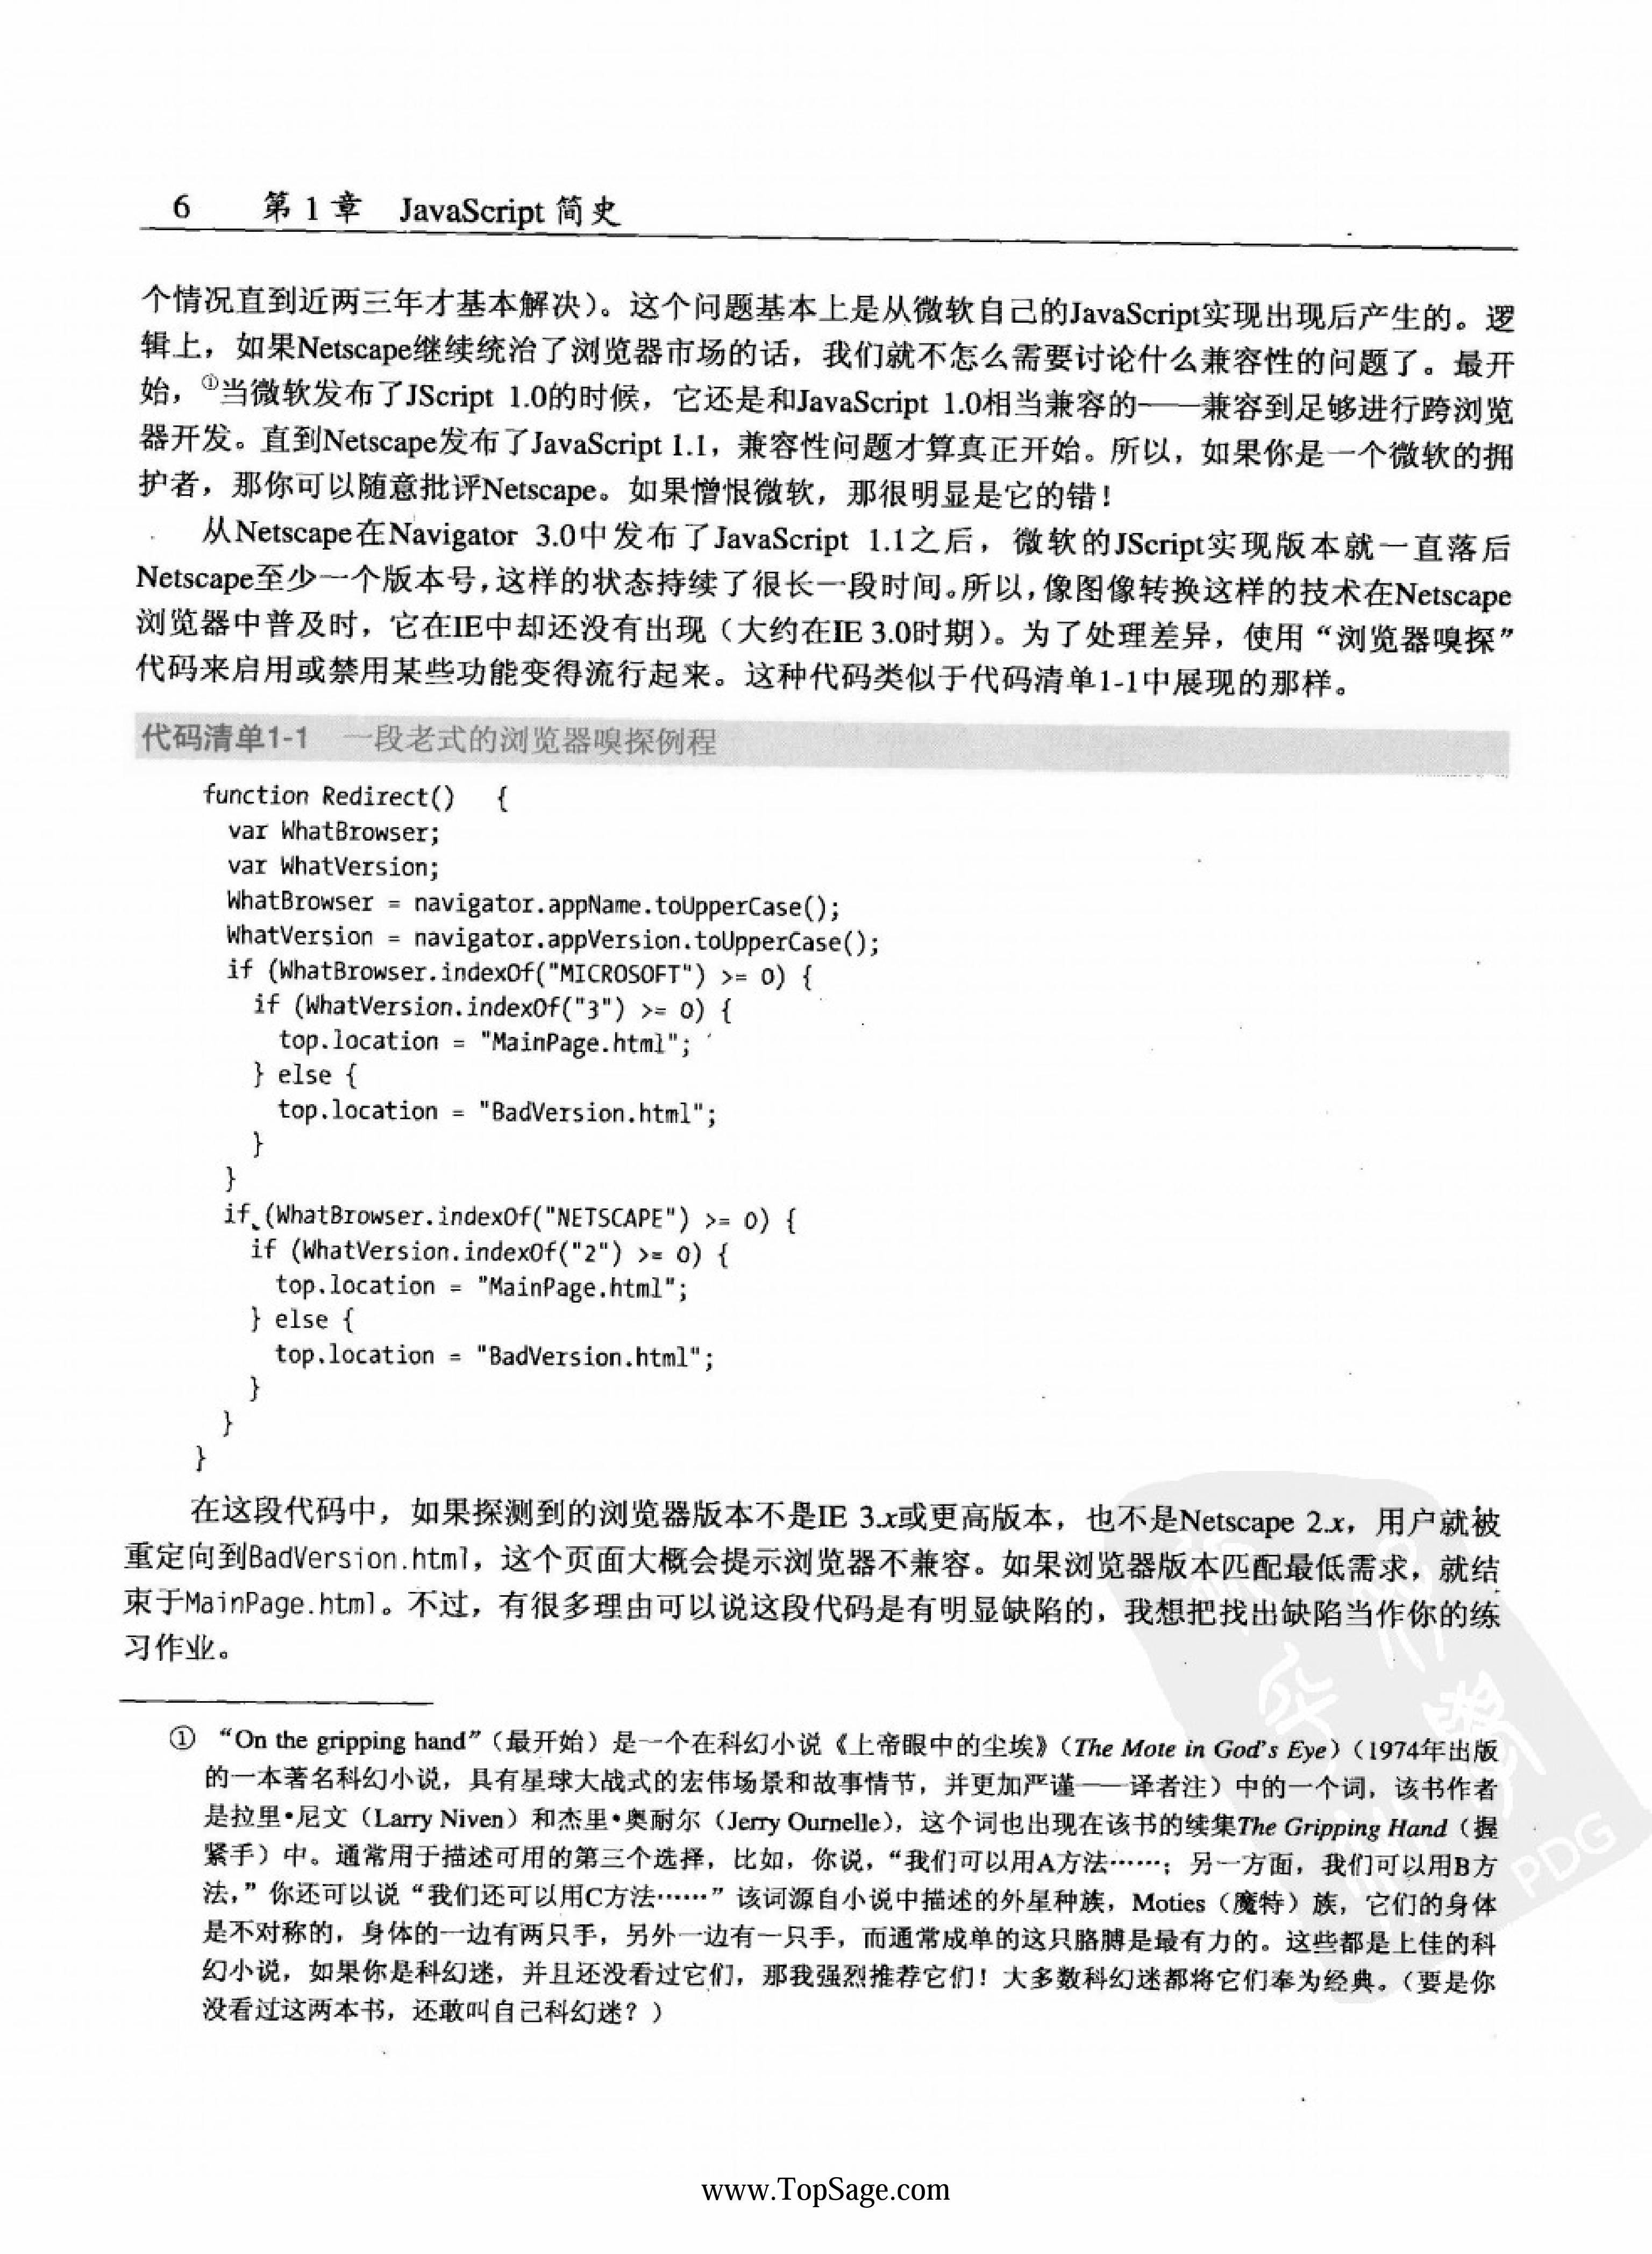 6 第 1 章 JavaScript 简史
个情况直到近两三年才基本解决）。这个问题基本上是从微软自己的JavaScript实现出现后产生的。逻
辑上，如果Netscape继续统治了浏览器市场的话，我们就不怎么需要讨论什么兼容性的问题了。最开
始，①当微软发布了JScript 1.0的时候，它还是和JavaScript 1.0相当兼容的——兼容到足够进行跨浏览
器开发。直到Netscape发布了JavaScript 1.1，兼容性问题才算真正开始。所以，如果你是一个微软的拥
护者，那你可以随意批评Netscape。如果憎恨微软，那很明显是它的错！
从Netscape在Navigator 3.0中发布了JavaScript 1.1之后，微软的JScript实现版本就一直落后
Netscape至少一个版本号，这样的状态持续了很长一段时间。所以，像图像转换这样的技术在Netscape
浏览器中普及时，它在IE中却还没有出现（大约在IE 3.0时期）。为了处理差异，使用“浏览器嗅探”
代码来启用或禁用某些功能变得流行起来。这种代码类似于代码清单1-1中展现的那样。
代码清单1-1 一段老式的浏览器嗅探例程
function Redirect() {
var WhatBrowser;
var WhatVersion;
WhatBrowser = navigator.appName.toUpperCase();
WhatVersion = navigator.appVersion.toUpperCase();
if (WhatBrowser.indexOf("MICROSOFT") >= 0) {
if (WhatVersion.indexOf("3") >= 0) {
top.location = "MainPage.html";
} else {
top.location = "BadVersion.html";
}
}
if (WhatBrowser.indexOf("NETSCAPE") >= 0) {
if (WhatVersion.indexOf("2") >= 0) {
top.location = "MainPage.html";
} else {
top.location = "BadVersion.html";
}
}
}
在这段代码中，如果探测到的浏览器版本不是IE 3.x或更高版本，也不是Netscape 2.x，用户就被
重定向到BadVersion.html，这个页面大概会提示浏览器不兼容。如果浏览器版本匹配最低需求，就结
束于MainPage.html。不过，有很多理由可以说这段代码是有明显缺陷的，我想把找出缺陷当作你的练
习作业。
① “On the gripping hand”（最开始）是一个在科幻小说《上帝眼中的尘埃》（The Mote in God's Eye）（1974年出版
的一本著名科幻小说，具有星球大战式的宏伟场景和故事情节，并更加严谨——译者注）中的一个词，该书作者
是拉里•尼文（Larry Niven）和杰里•奥耐尔（Jerry Ournelle），这个词也出现在该书的续集The Gripping Hand（握
紧手）中。通常用于描述可用的第三个选择，比如，你说，“我们可以用A方法……；另一方面，我们可以用B方
法，” 你还可以说“我们还可以用C方法……” 该词源自小说中描述的外星种族，Moties（魔特）族，它们的身体
是不对称的，身体的一边有两只手，另外一边有一只手，而通常成单的这只胳膊是最有力的。这些都是上佳的科
幻小说，如果你是科幻迷，并且还没看过它们，那我强烈推荐它们！大多数科幻迷都将它们奉为经典。（要是你
没看过这两本书，还敢叫自己科幻迷？）
PDG
www.TopSage.com